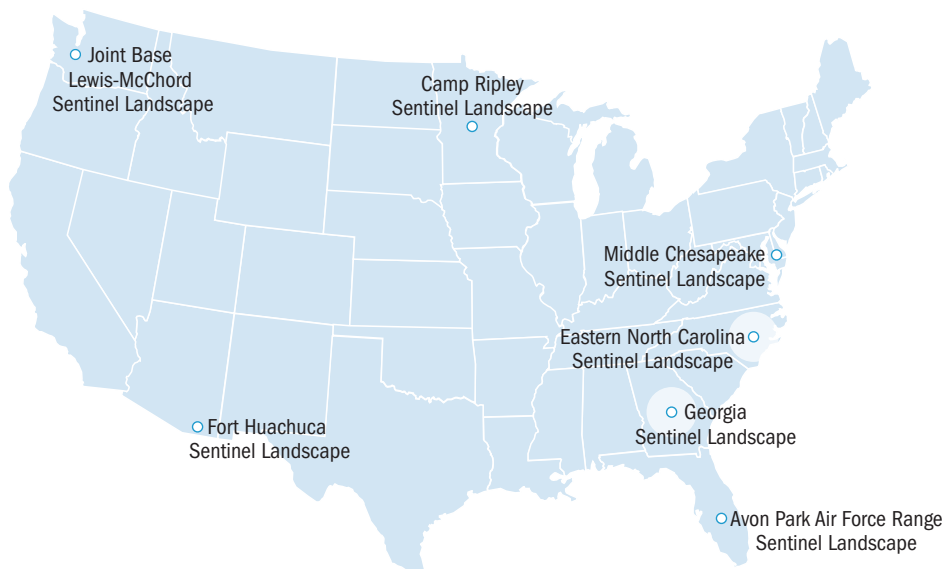 Joint Base
Lewis-McChord
Sentinel Landscape
Camp Ripley
Sentinel Landscape
Middle Chesapeake
Sentinel Landscape
Eastern North Carolina
Sentinel Landscape
Georgia
Sentinel Landscape
Fort Huachuca
Sentinel Landscape
Avon Park Air Force Range
Sentinel Landscape